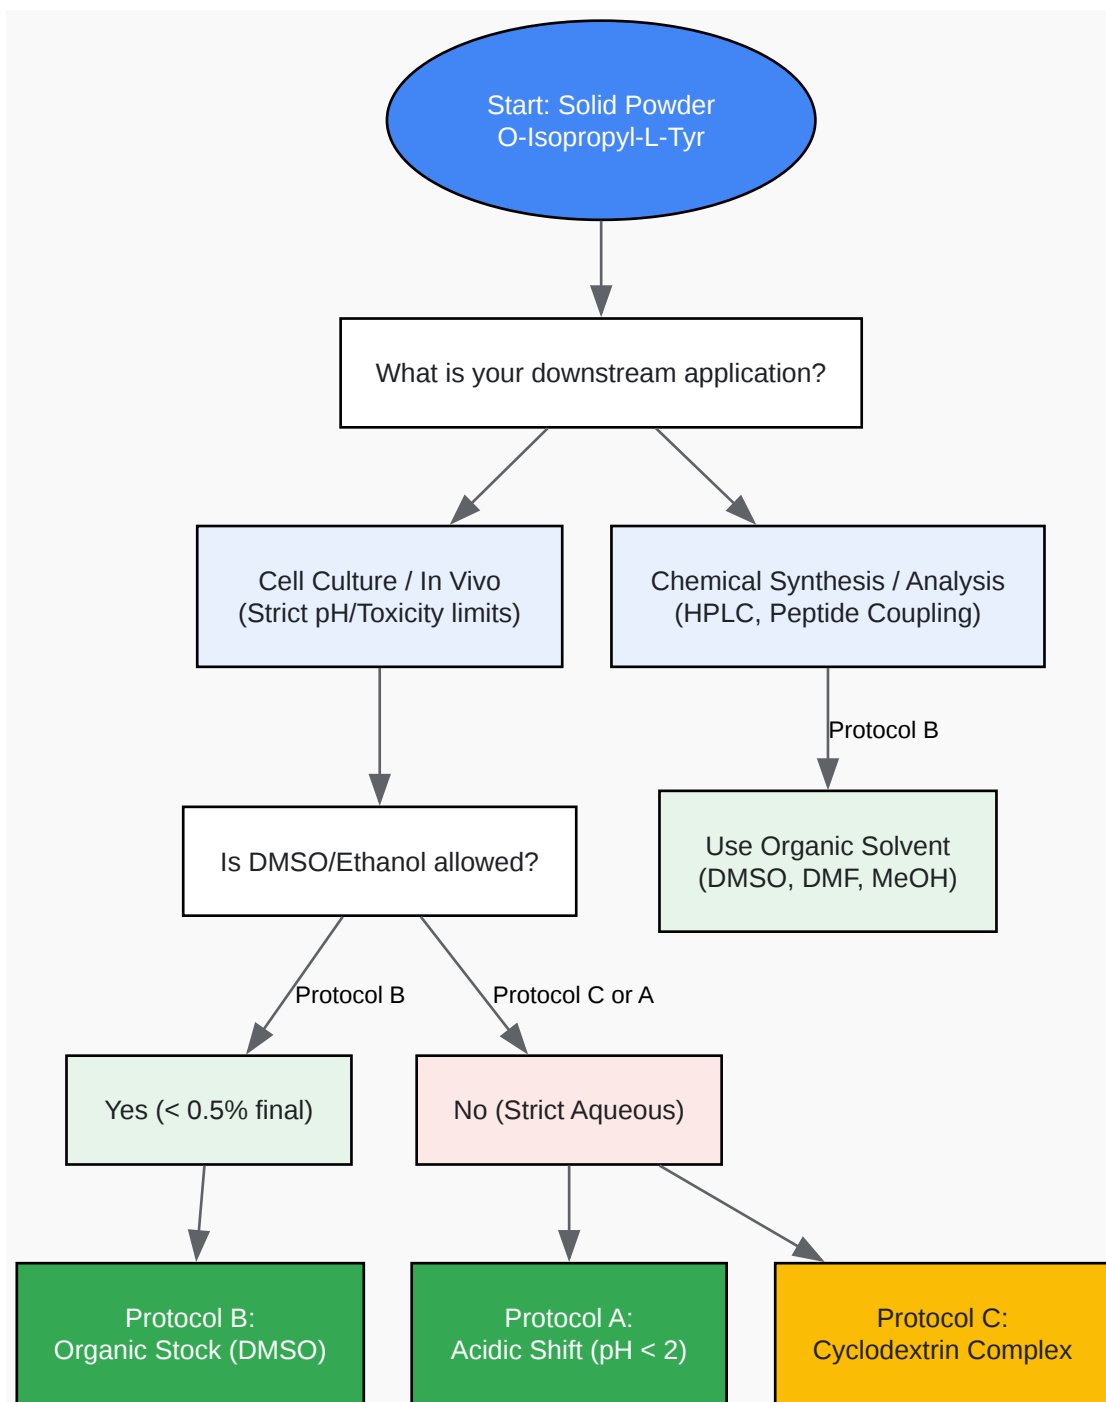 Start: Solid Powder
O-Isopropyl-L-Tyr
What is your downstream application?
Cell Culture / In Vivo
(Strict pH/Toxicity limits)
Chemical Synthesis / Analysis
(HPLC, Peptide Coupling)
Protocol B
Is DMSO/Ethanol allowed?
Use Organic Solvent
(DMSO, DMF, MeOH)
Protocol B
Protocol C or A
Yes (< 0.5% final)
No (Strict Aqueous)
Protocol B:
Organic Stock (DMSO)
Protocol A:
Acidic Shift (pH < 2)
Protocol C:
Cyclodextrin Complex